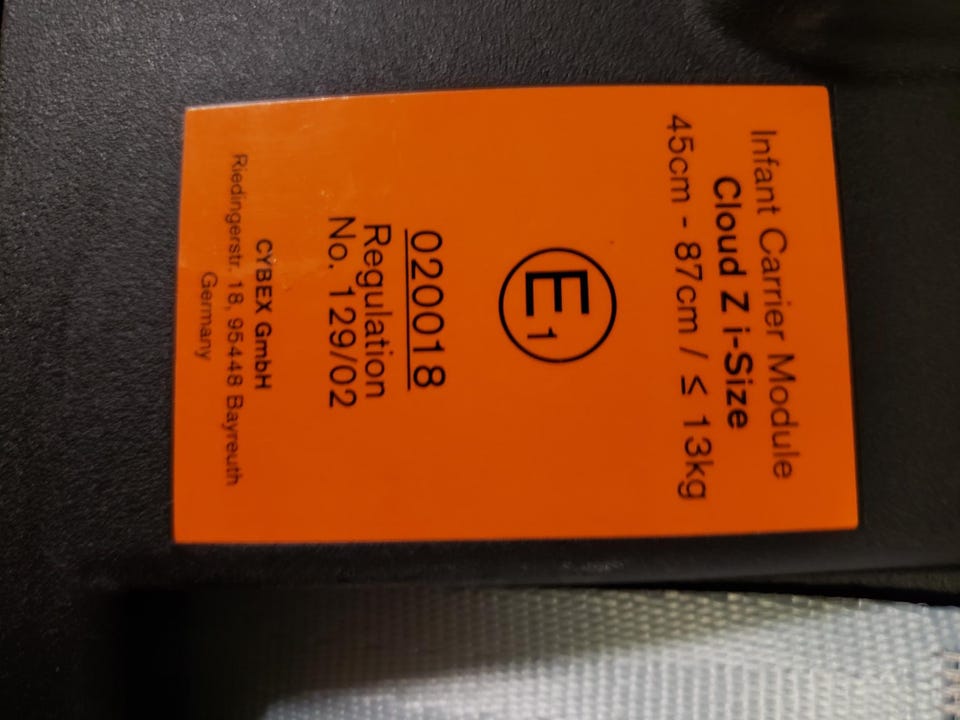 Infant Carrier Module
Cloud Z i-Size
45cm - 87cm / ≤ 13kg
E1
020018
Regulation
No. 129/02
CYBEX GmbH
Riedingerstr. 18, 95448 Bayreuth
Germany